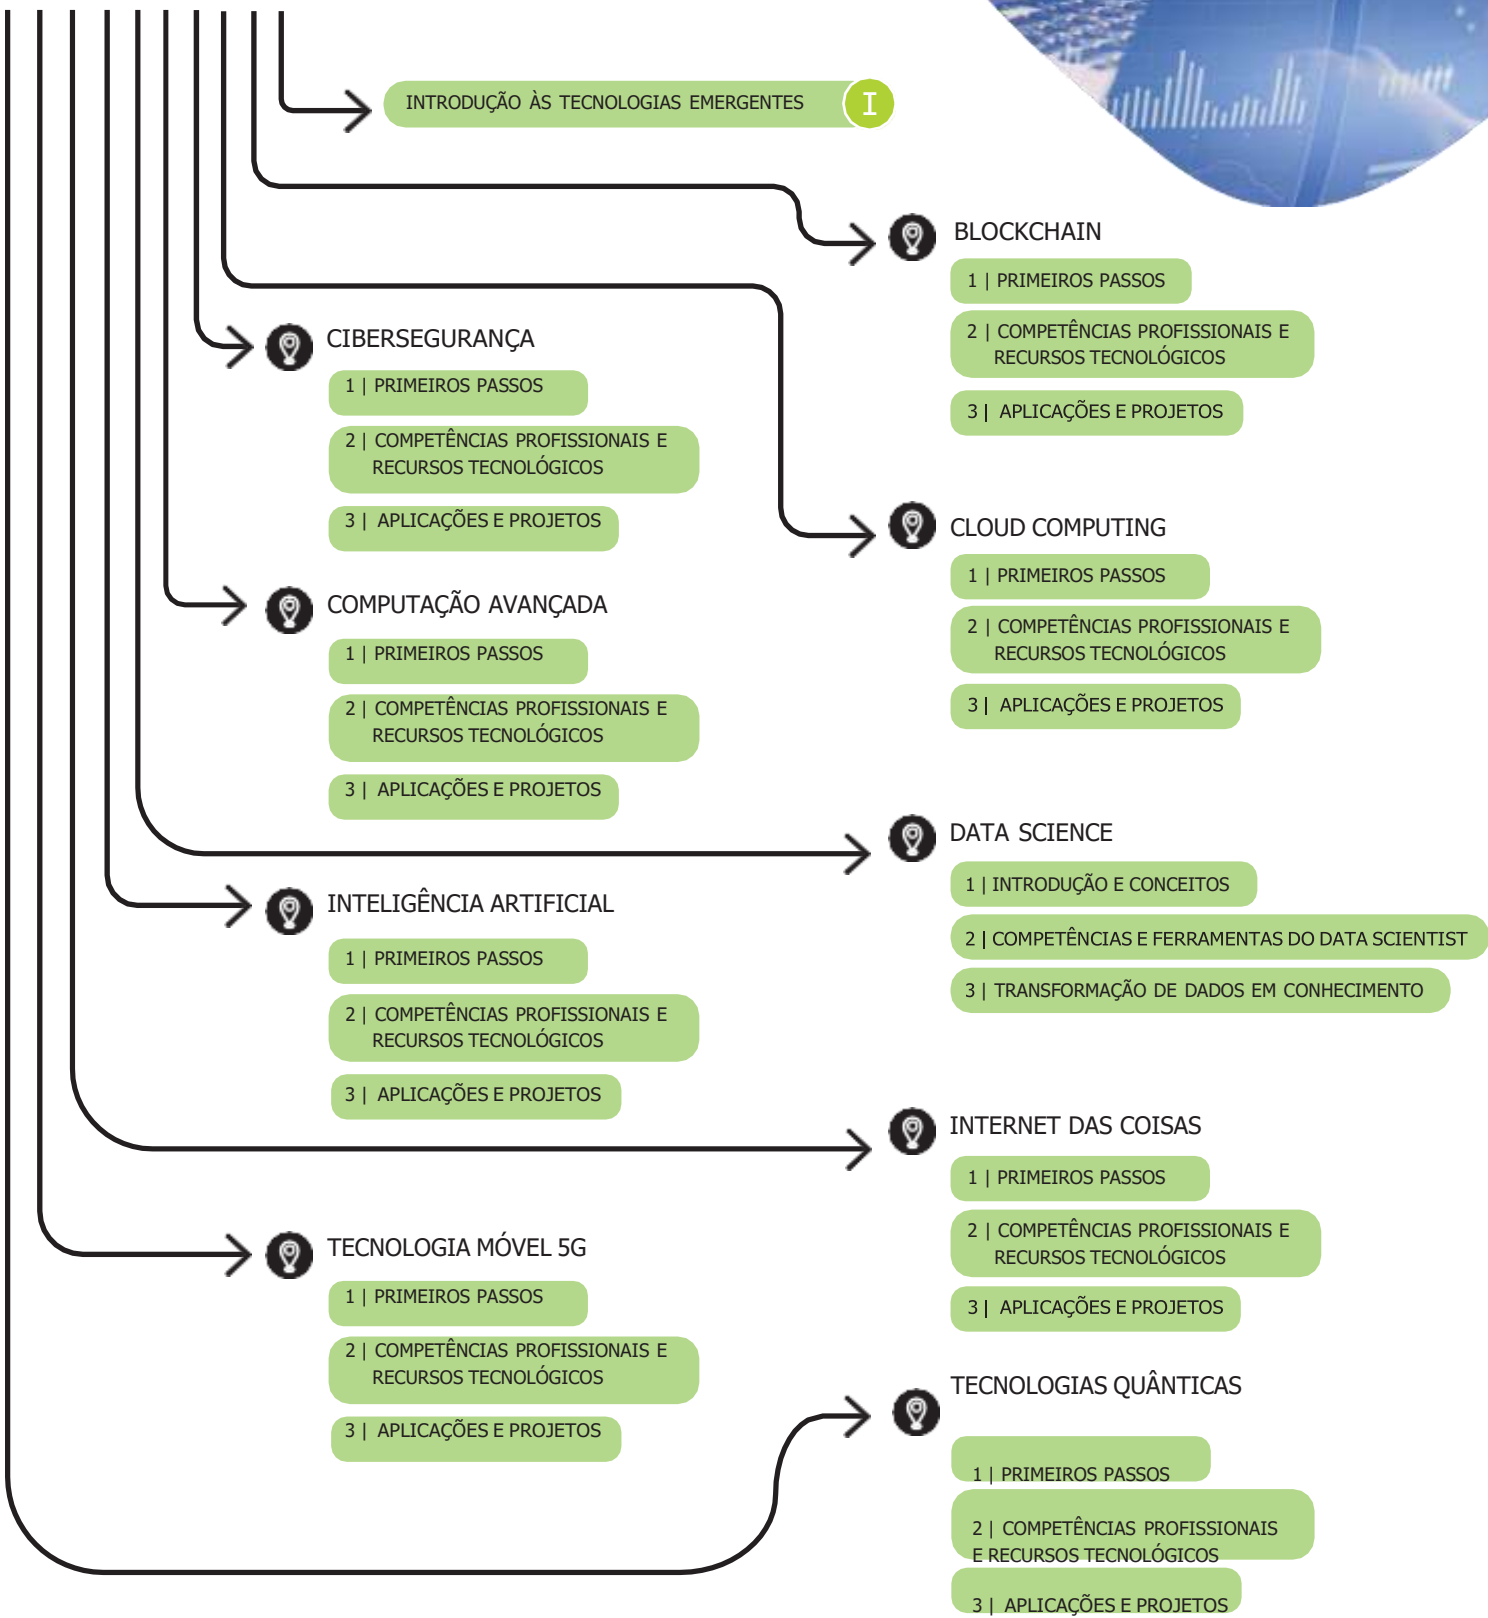 INTRODUÇÃO ÀS TECNOLOGIAS EMERGENTES
I
BLOCKCHAIN
1 | PRIMEIROS PASSOS
2 | COMPETÊNCIAS PROFISSIONAIS E
RECURSOS TECNOLÓGICOS
3 | APLICAÇÕES E PROJETOS
CIBERSEGURANÇA
1 | PRIMEIROS PASSOS
2 | COMPETÊNCIAS PROFISSIONAIS E
RECURSOS TECNOLÓGICOS
3 | APLICAÇÕES E PROJETOS
CLOUD COMPUTING
1 | PRIMEIROS PASSOS
2 | COMPETÊNCIAS PROFISSIONAIS E
RECURSOS TECNOLÓGICOS
3 | APLICAÇÕES E PROJETOS
COMPUTAÇÃO AVANÇADA
1 | PRIMEIROS PASSOS
2 | COMPETÊNCIAS PROFISSIONAIS E
RECURSOS TECNOLÓGICOS
3 | APLICAÇÕES E PROJETOS
DATA SCIENCE
1 | INTRODUÇÃO E CONCEITOS
2 | COMPETÊNCIAS E FERRAMENTAS DO DATA SCIENTIST
3 | TRANSFORMAÇÃO DE DADOS EM CONHECIMENTO
INTELIGÊNCIA ARTIFICIAL
1 | PRIMEIROS PASSOS
2 | COMPETÊNCIAS PROFISSIONAIS E
RECURSOS TECNOLÓGICOS
3 | APLICAÇÕES E PROJETOS
INTERNET DAS COISAS
1 | PRIMEIROS PASSOS
2 | COMPETÊNCIAS PROFISSIONAIS E
RECURSOS TECNOLÓGICOS
3 | APLICAÇÕES E PROJETOS
TECNOLOGIA MÓVEL 5G
1 | PRIMEIROS PASSOS
2 | COMPETÊNCIAS PROFISSIONAIS E
RECURSOS TECNOLÓGICOS
3 | APLICAÇÕES E PROJETOS
TECNOLOGIAS QUÂNTICAS
1 | PRIMEIROS PASSOS
2 | COMPETÊNCIAS PROFISSIONAIS
E RECURSOS TECNOLÓGICOS
3 | APLICAÇÕES E PROJETOS